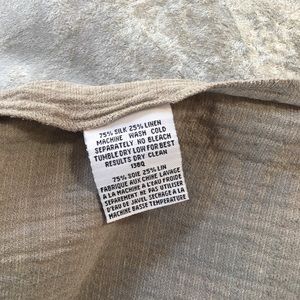 75% SILK 25% LINEN
MACHINE WASH COLD
SEPARATELY NO BLEACH
TUMBLE DRY LOW FOR BEST
RESULTS DRY CLEAN
138Q
75% SOIE 25% LIN
FABRIQUE AUX CHINE LAVAGE
A LA MACHINE A L'EAU FROIDE
SEPAREMENT NE PAS UTILISER
D'EAU DE JAVEL SECHAGE A LA
MACHINE BASSE TEMPERATURE